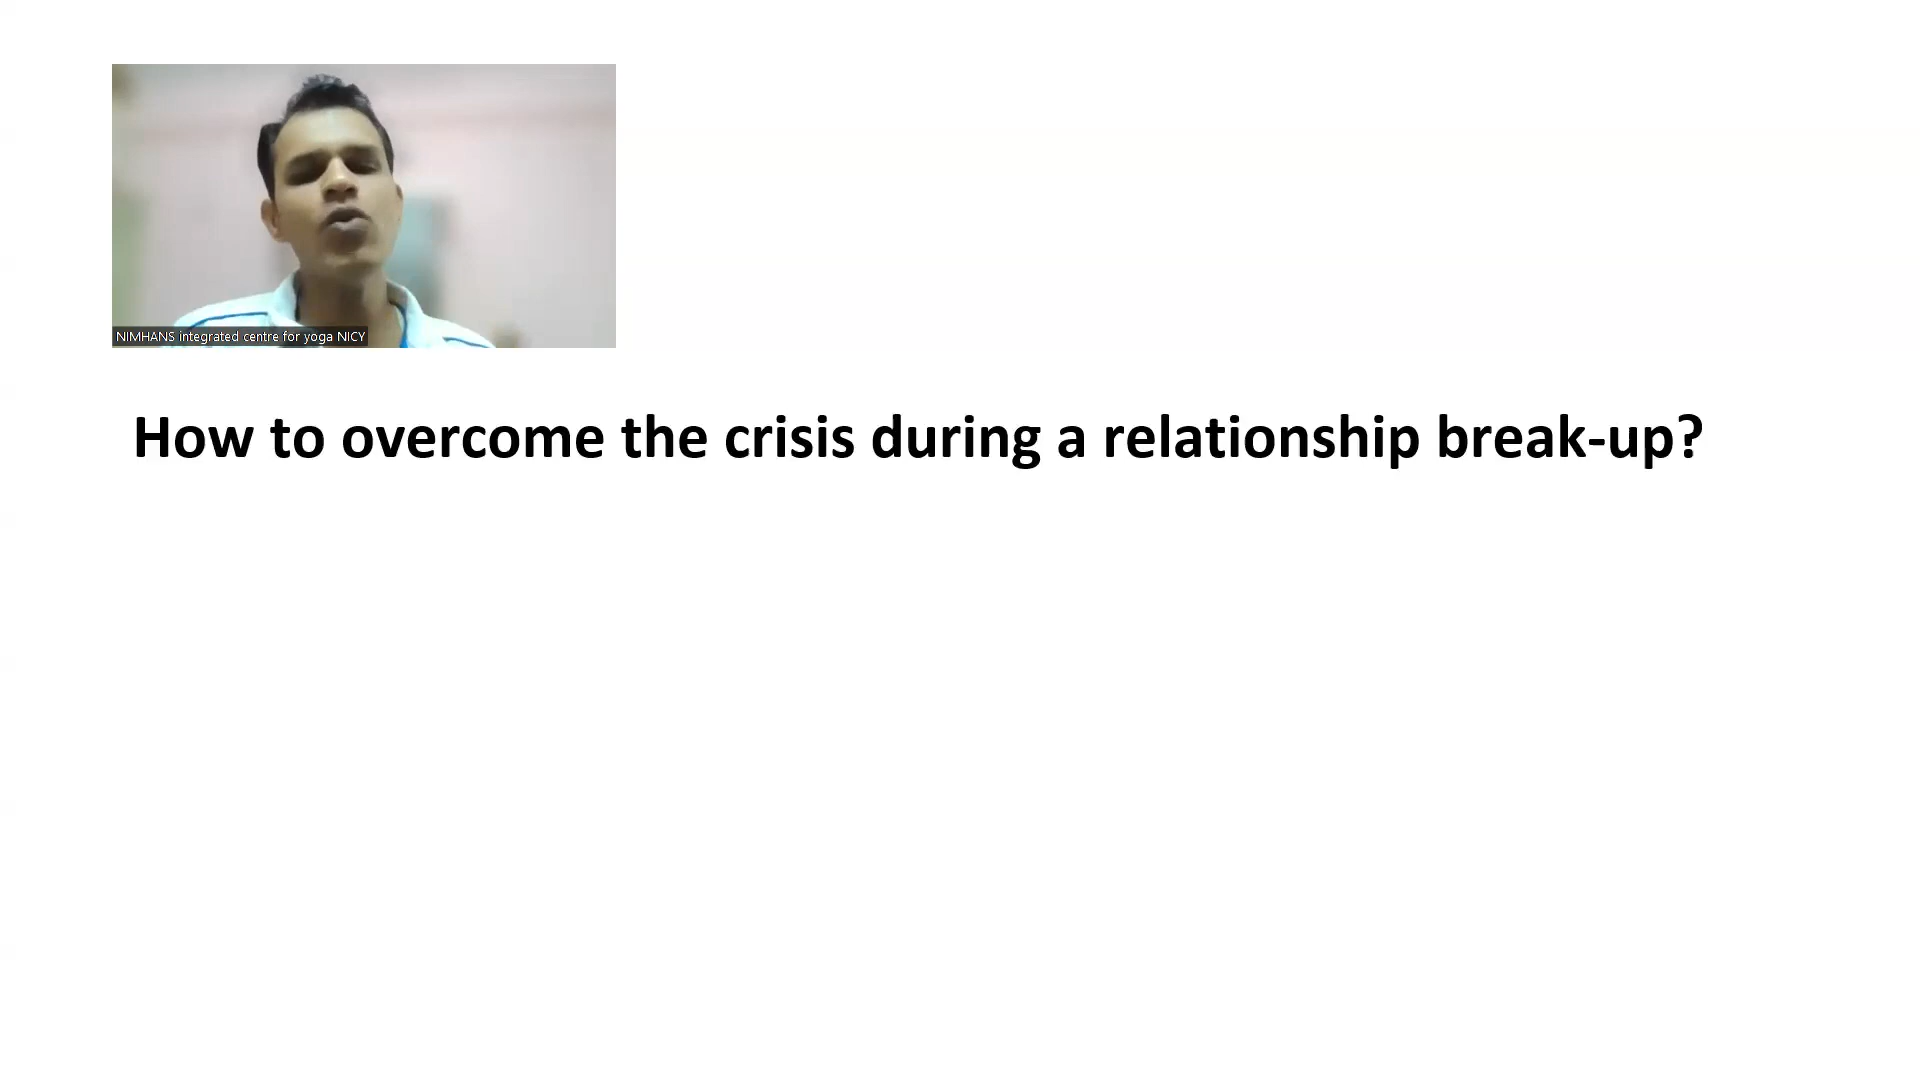 NIMHANS integrated centre for yoga NICY
How to overcome the crisis during a relationship break-up?